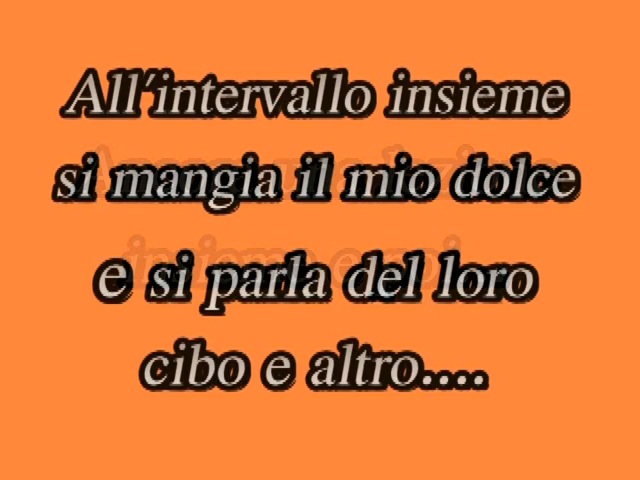 All'intervallo insieme
si mangia il mio dolce
e si parla del loro
cibo e altro....